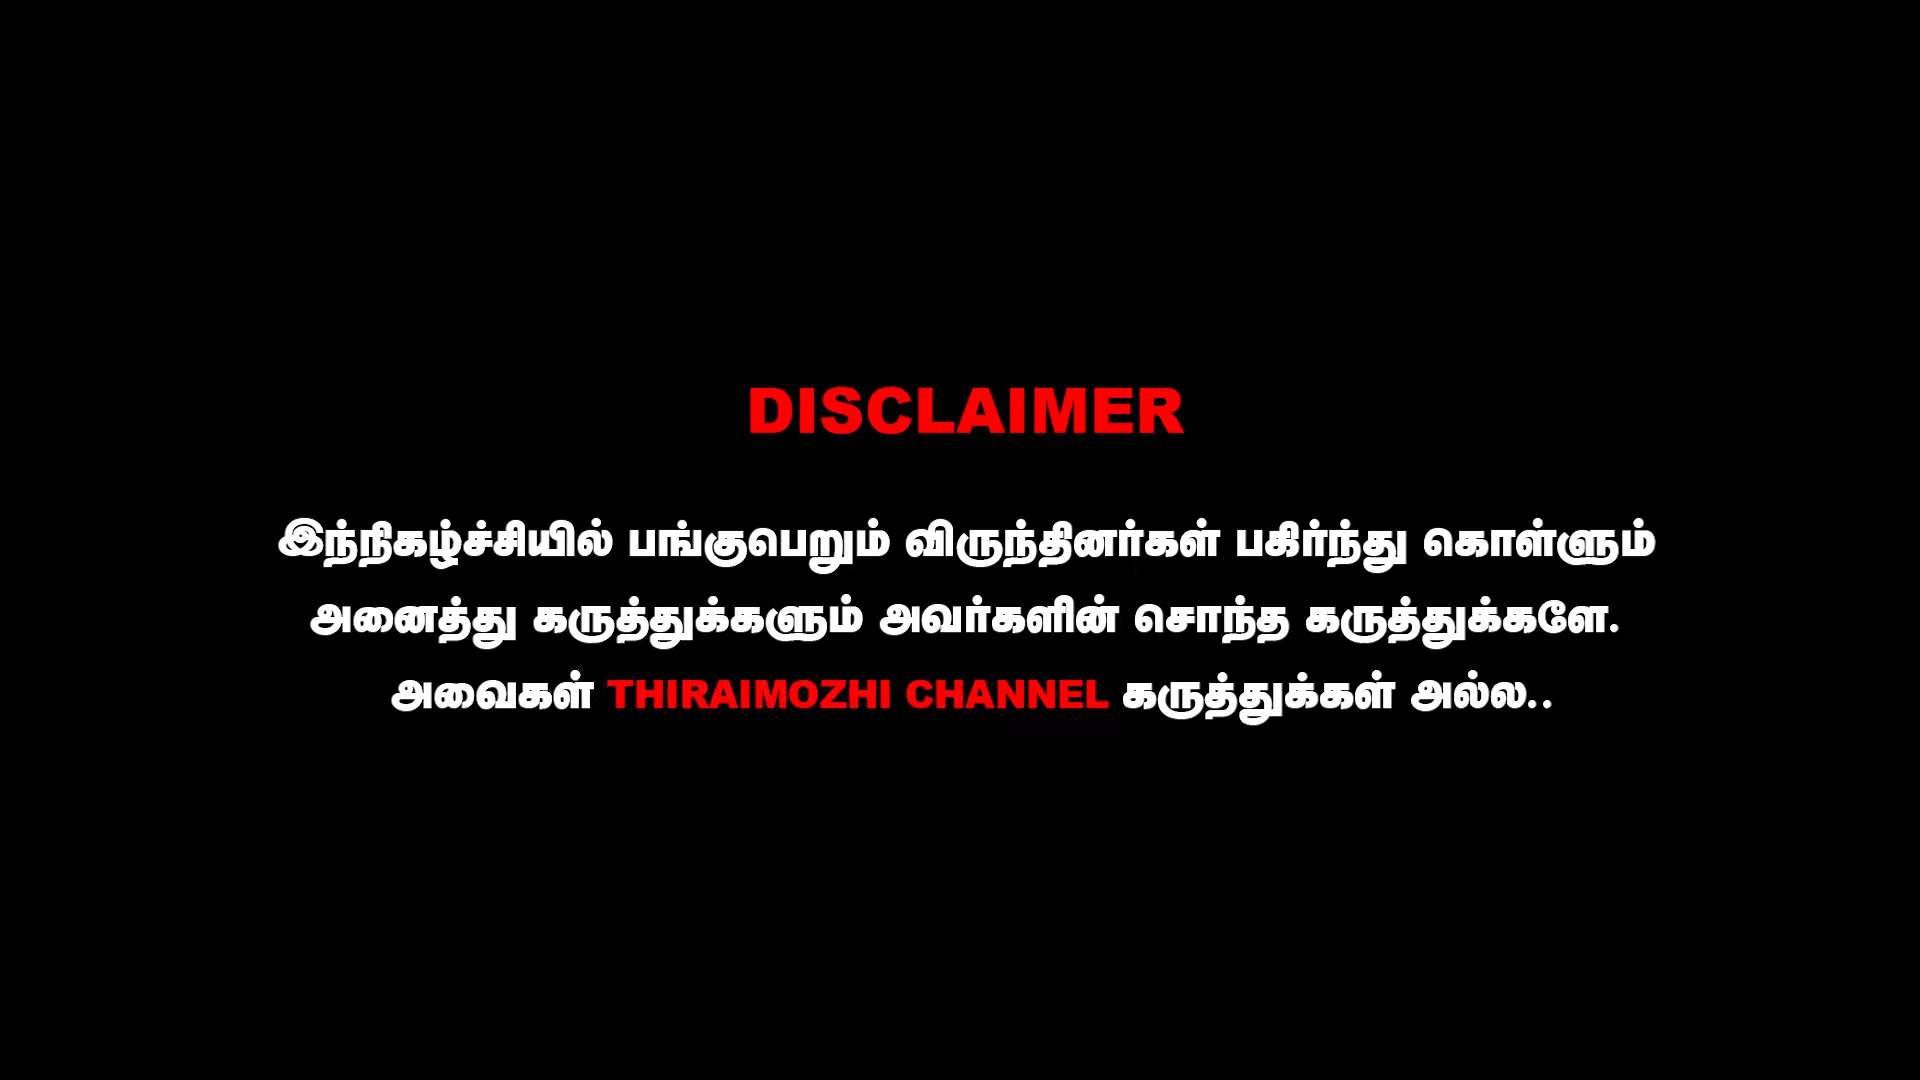 DISCLAIMER
இந்நிகழ்ச்சியில் பங்குபெறும் விருந்தினர்கள் பகிர்ந்து கொள்ளும்
அனைத்து கருத்துக்களும் அவர்களின் சொந்த கருத்துக்களே.
அவைகள் THIRAIMOZHI CHANNEL கருத்துக்கள் அல்ல..